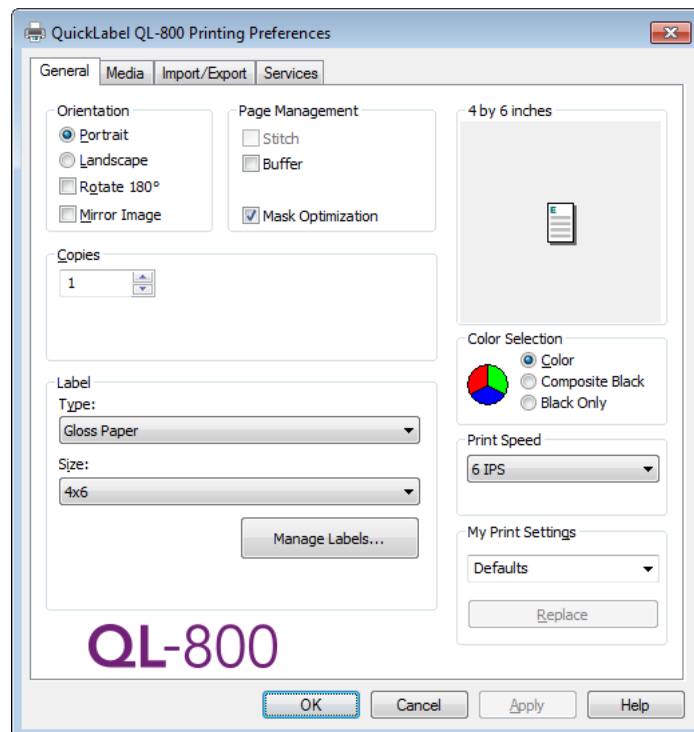 QuickLabel QL-800 Printing Preferences
General Media Import/Export Services
Orientation
Portrait
Landscape
Rotate 180°
Mirror Image
Page Management
Stitch
Buffer
Mask Optimization
4 by 6 inches
E
Copies
1
Color Selection
Color
Composite Black
Black Only
Label
Type:
Gloss Paper
Size:
4x6
Manage Labels...
Print Speed
6 IPS
My Print Settings
Defaults
Replace
QL-800
OK Cancel Apply Help